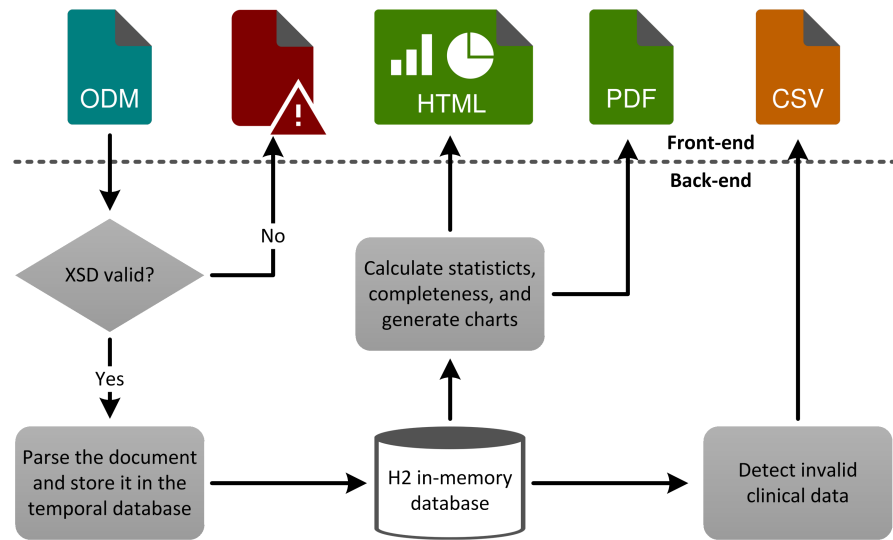 ODM
!
HTML
PDF
CSV
Front-end
Back-end
XSD valid?
No
Yes
Calculate statisticts,
completeness, and
generate charts
Parse the document
and store it in the
temporal database
H2 in-memory
database
Detect invalid
clinical data